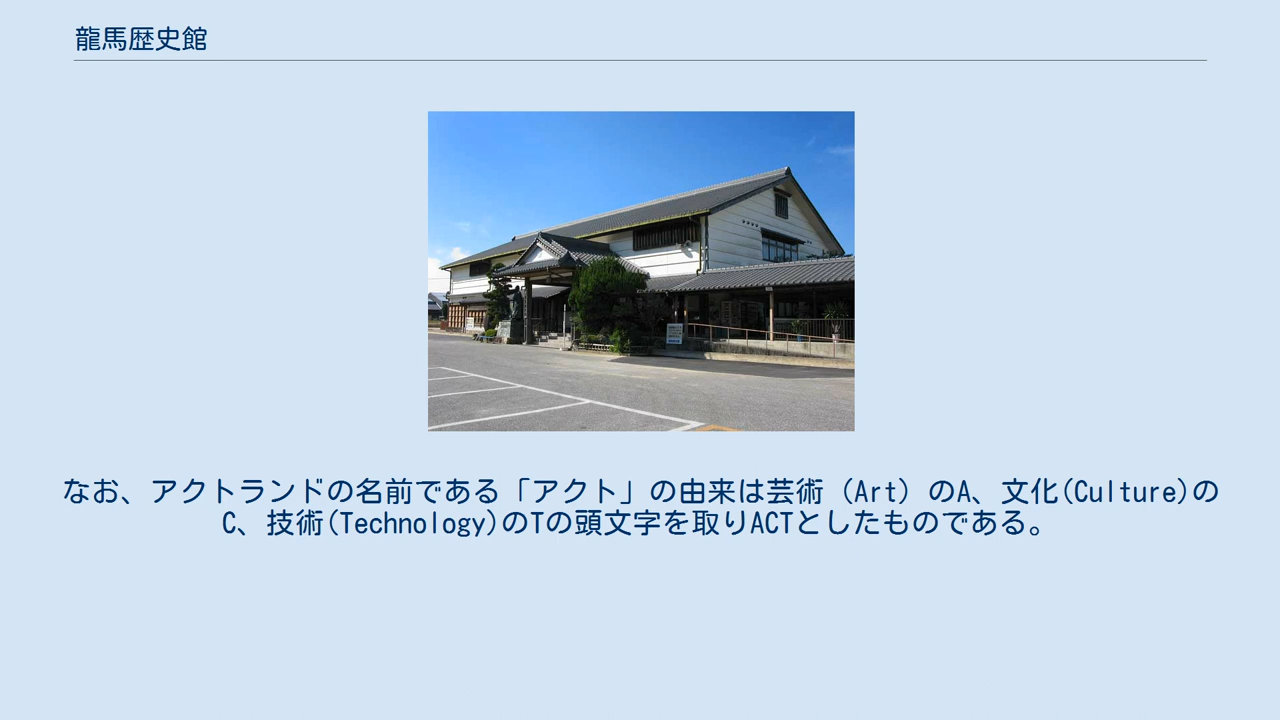 龍馬歴史館
なお、アクトランドの名前である「アクト」の由来は芸術（Art）のA、文化(Culture)の
C、技術(Technology)のTの頭文字を取りACTとしたものである。